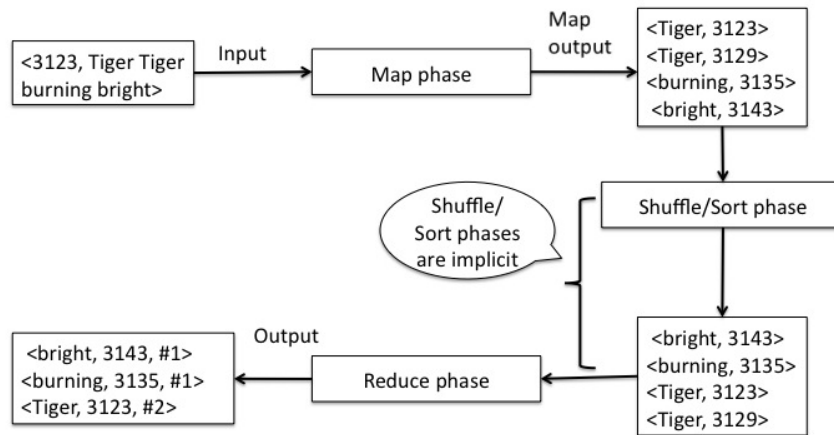 <3123, Tiger Tiger
burning bright>
Input
Map phase
Map
output
<Tiger, 3123>
<Tiger, 3129>
<burning, 3135>
<bright, 3143>
Shuffle/Sort phase
Shuffle/
Sort phases
are implicit
<bright, 3143>
<burning, 3135>
<Tiger, 3123>
<Tiger, 3129>
Reduce phase
Output
<bright, 3143, #1>
<burning, 3135, #1>
<Tiger, 3123, #2>